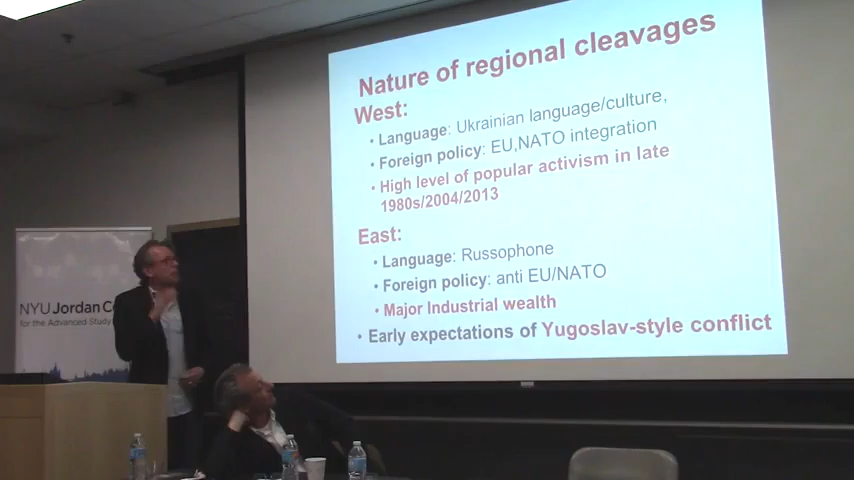 Nature of regional cleavages
West:
• Language: Ukrainian language/culture,
• Foreign policy: EU,NATO integration
• High level of popular activism in late
1980s/2004/2013
East:
• Language: Russophone
• Foreign policy: anti EU/NATO
• Major Industrial wealth
• Early expectations of Yugoslav-style conflict
NYU Jordan C
for the Advanced Study